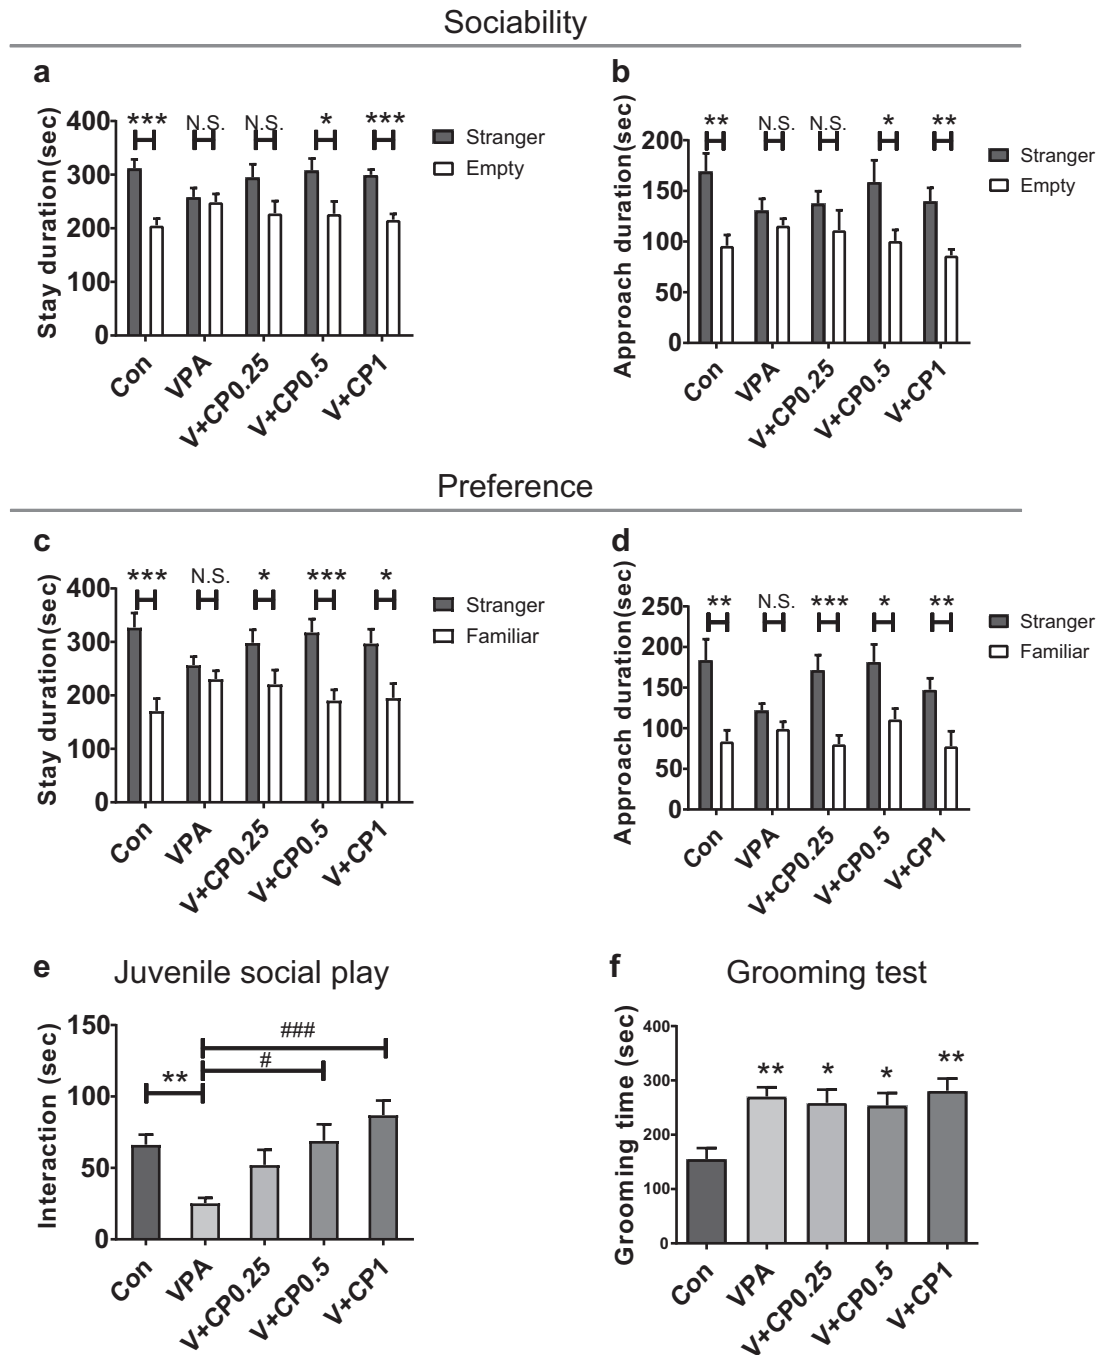 Sociability
a
Stay duration(sec)
400
300
200
100
0
*** N.S. N.S. * ***
Stranger
Empty
Con VPA V+CP0.25 V+CP0.5 V+CP1
b
Approach duration(sec)
200
150
100
50
0
** N.S. N.S. * **
Stranger
Empty
Con VPA V+CP0.25 V+CP0.5 V+CP1
Preference
c
Stay duration(sec)
400
300
200
100
0
*** N.S. * *** *
Stranger
Familiar
Con VPA V+CP0.25 V+CP0.5 V+CP1
d
Approach duration(sec)
250
200
150
100
50
0
** N.S. *** * **
Stranger
Familiar
Con VPA V+CP0.25 V+CP0.5 V+CP1
e
Juvenile social play
Interaction (sec)
150
100
50
0
###
#
**
Con VPA V+CP0.25 V+CP0.5 V+CP1
f
Grooming test
Grooming time (sec)
400
300
200
100
0
** * * **
Con VPA V+CP0.25 V+CP0.5 V+CP1